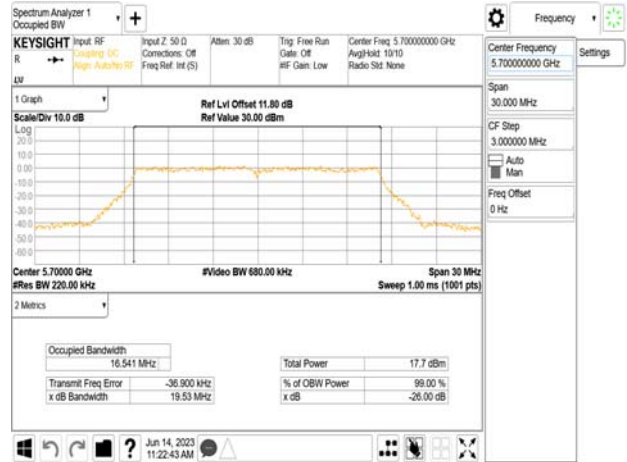 Spectrum Analyzer 1
Occupied BW
Frequency
KEYSIGHT
R
Input: RF
Coupling: DC
Align: Auto/No RF
Input Z: 50 Ω
Corrections: Off
Freq Ref: Int (S)
Atten: 30 dB
Trig: Free Run
Gate: Off
#IF Gain: Low
Center Freq: 5.700000000 GHz
Avg|Hold: 10/10
Radio Std: None
Center Frequency
5.700000000 GHz
Settings
Span
30.000 MHz
CF Step
3.000000 MHz
Auto
Man
Freq Offset
0 Hz
1 Graph
Scale/Div 10.0 dB
Ref Lvl Offset 11.80 dB
Ref Value 30.00 dBm
Log
20.0
10.0
0.00
-10.0
-20.0
-30.0
-40.0
-50.0
-60.0
Center 5.70000 GHz
#Res BW 220.00 kHz
#Video BW 680.00 kHz
Span 30 MHz
Sweep 1.00 ms (1001 pts)
2 Metrics
Occupied Bandwidth
16.541 MHz
Total Power 17.7 dBm
Transmit Freq Error -36.900 kHz
% of OBW Power 99.00 %
x dB Bandwidth 19.53 MHz
x dB -26.00 dB
?
Jun 14, 2023
11:22:43 AM